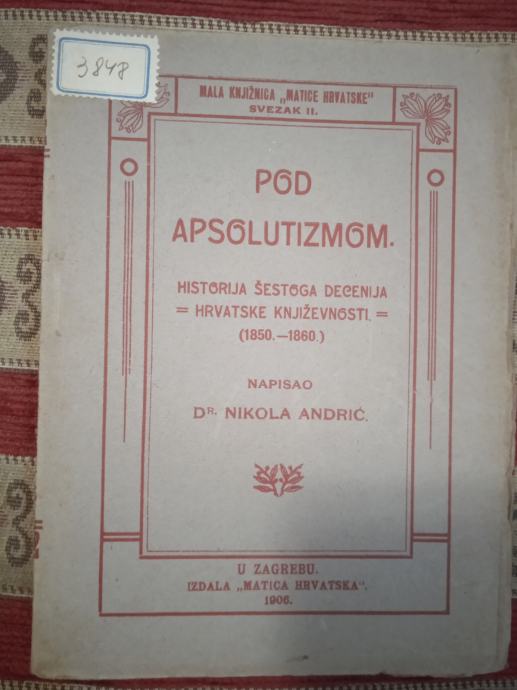 3848
MALA KNJIŽNICA „MATICE HRVATSKE"
SVEZAK II.
POD
APSOLUTIZMOM.
HISTORIJA ŠESTOGA DECENIJA
= HRVATSKE KNJIŽEVNOSTI. =
(1850.—1860.)
NAPISAO
DR. NIKOLA ANDRIĆ.
U ZAGREBU.
IZDALA „MATICA HRVATSKA".
1906.